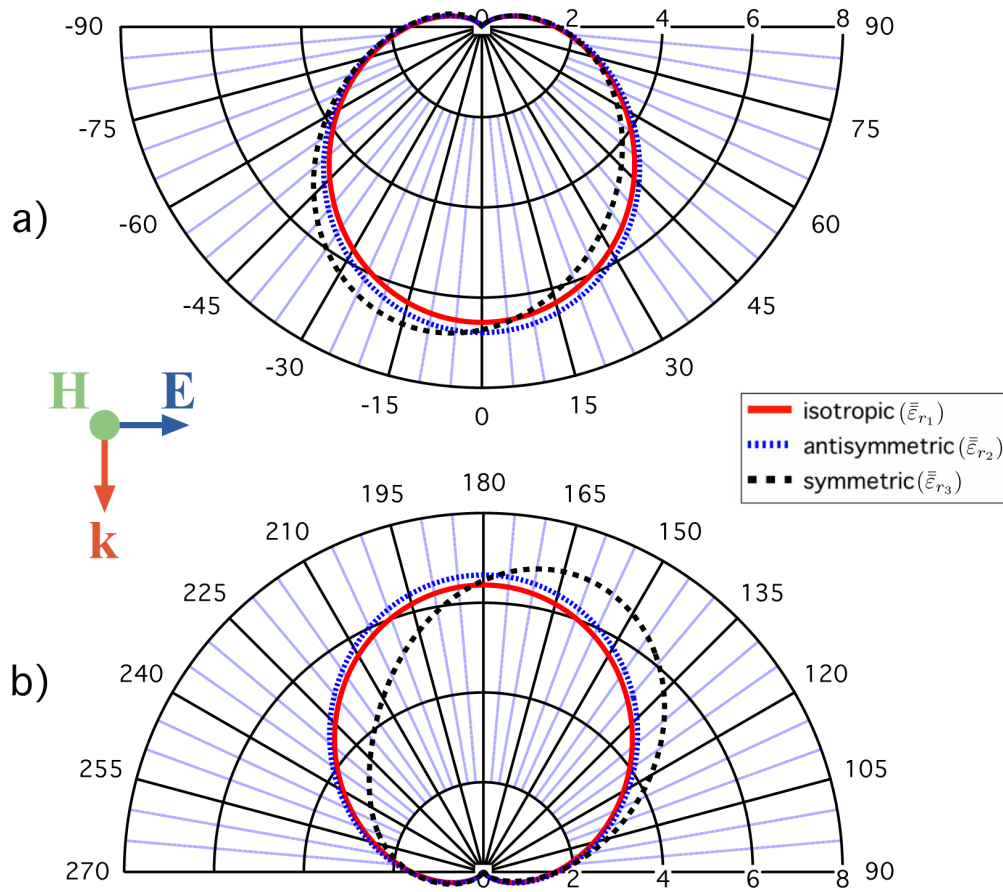 -90 0 2 4 6 8 90
-75 75
a)
-60 60
-45 45
-30 30
-15 0 15
H E
k
isotropic (ε̿r₁)
antisymmetric (ε̿r₂)
symmetric (ε̿r₃)
195 180 165
210 150
225 135
b)
240 120
255 105
270 0 2 4 6 8 90